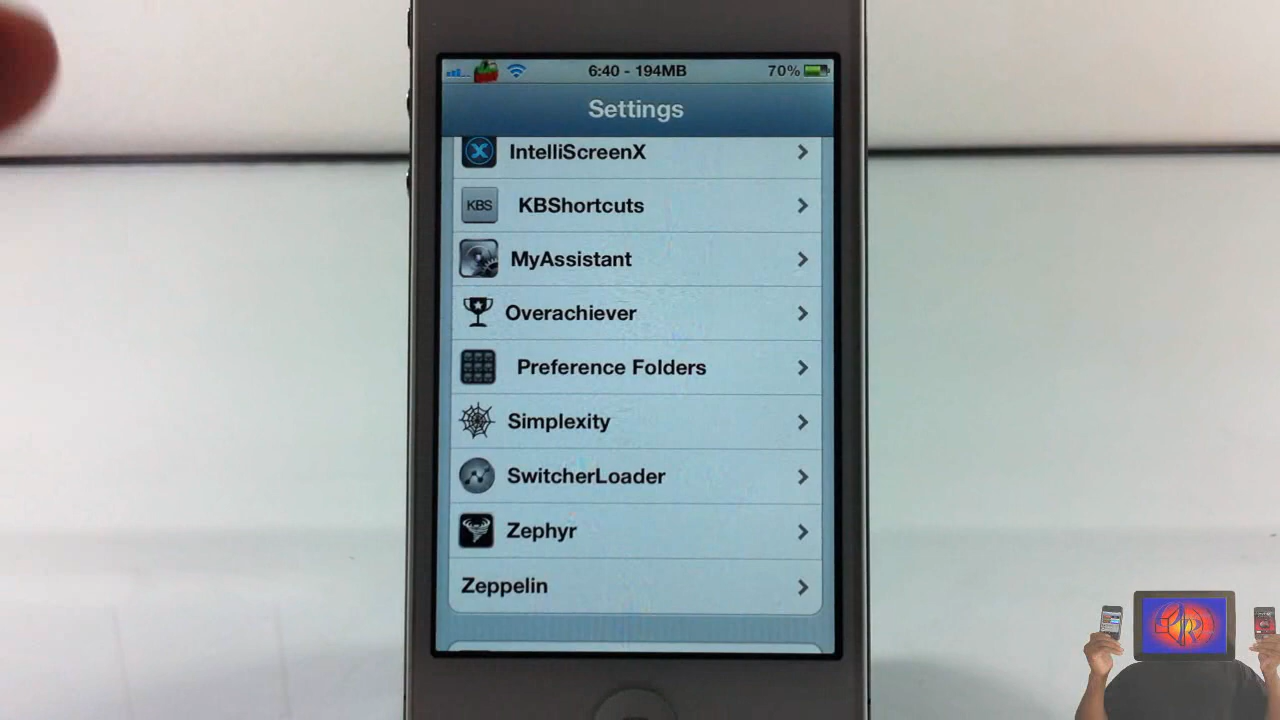 6:40 - 194MB
70%
Settings
IntelliScreenX
KBS
KBShortcuts
MyAssistant
Overachiever
Preference Folders
Simplexity
SwitcherLoader
Zephyr
Zeppelin